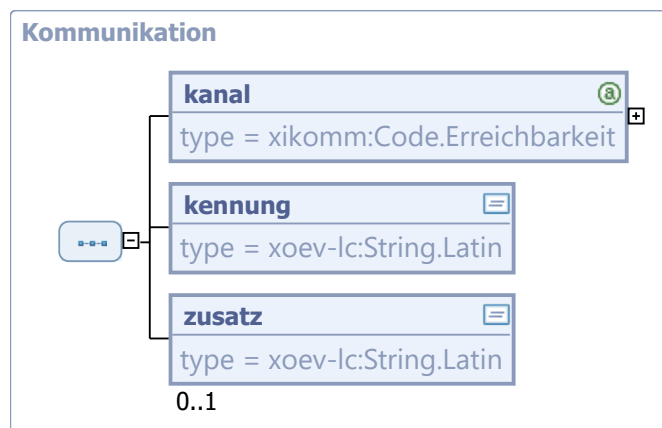 Kommunikation
kanal
type = xikomm:Code.Erreichbarkeit
kennung
type = xoev-lc:String.Latin
zusatz
type = xoev-lc:String.Latin
0..1